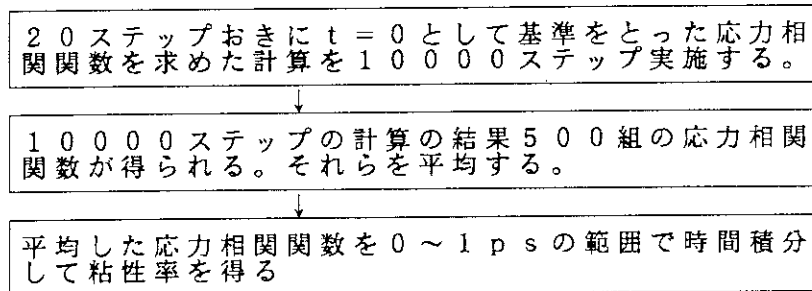 20ステップおきにt=0として基準をとった応力相
関関数を求めた計算を10000ステップ実施する。
10000ステップの計算の結果500組の応力相関
関数が得られる。それらを平均する。
平均した応力相関関数を0~1psの範囲で時間積分
して粘性率を得る